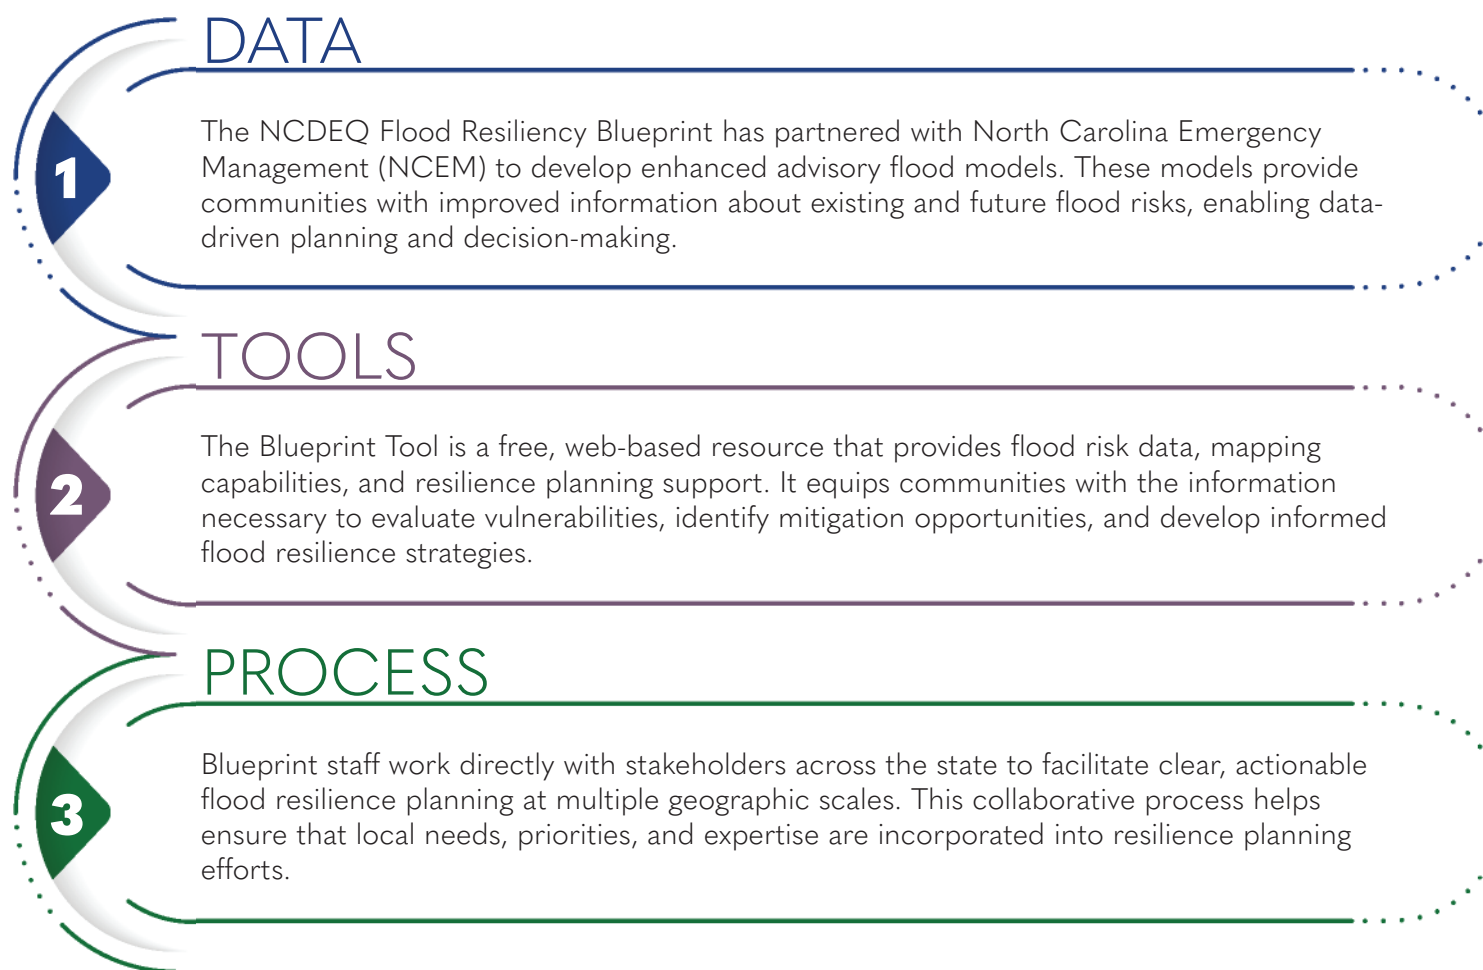 DATA
1
The NCDEQ Flood Resiliency Blueprint has partnered with North Carolina Emergency
Management (NCEM) to develop enhanced advisory flood models. These models provide
communities with improved information about existing and future flood risks, enabling data-
driven planning and decision-making.
TOOLS
2
The Blueprint Tool is a free, web-based resource that provides flood risk data, mapping
capabilities, and resilience planning support. It equips communities with the information
necessary to evaluate vulnerabilities, identify mitigation opportunities, and develop informed
flood resilience strategies.
PROCESS
3
Blueprint staff work directly with stakeholders across the state to facilitate clear, actionable
flood resilience planning at multiple geographic scales. This collaborative process helps
ensure that local needs, priorities, and expertise are incorporated into resilience planning
efforts.